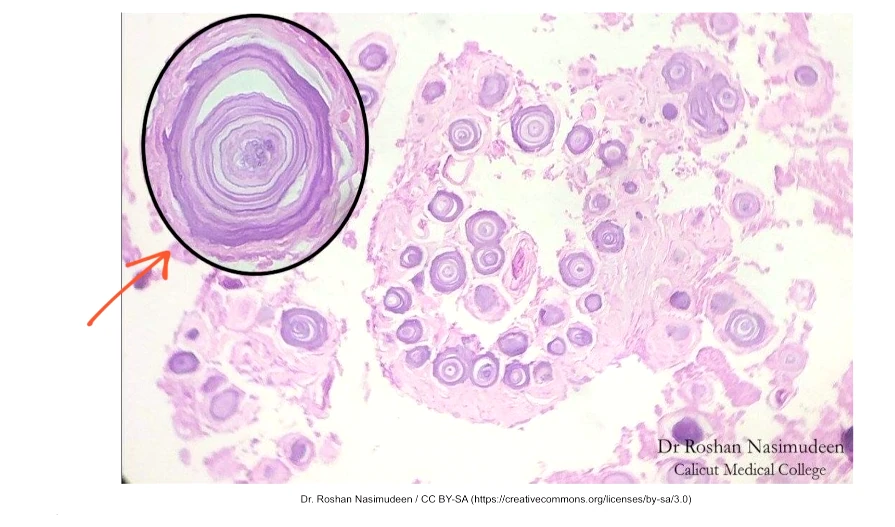 Dr Roshan Nasimudeen
Calicut Medical College
Dr. Roshan Nasimudeen / CC BY-SA (https://creativecommons.org/licenses/by-sa/3.0)